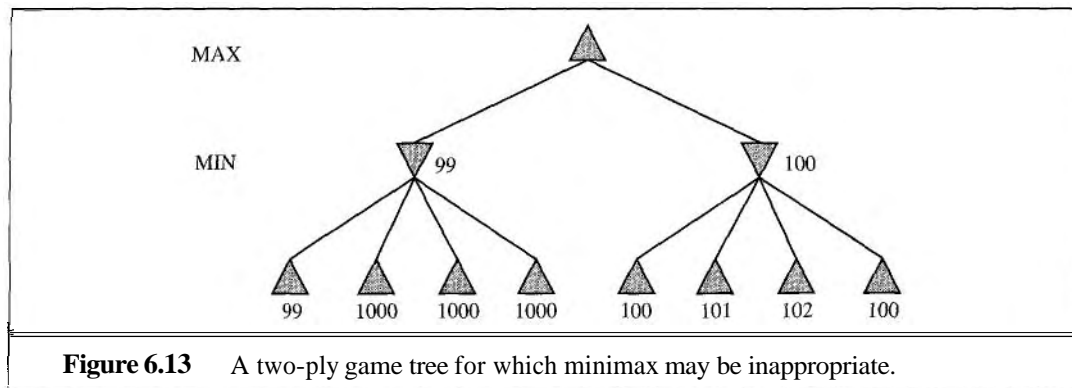 MAX
MIN
99
100
99 1000 1000 1000 100 101 102 100
Figure 6.13 A two-ply game tree for which minimax may be inappropriate.